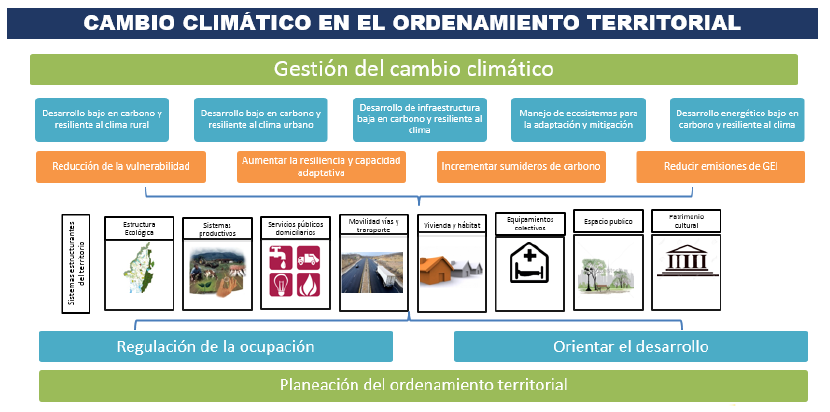 CAMBIO CLIMÁTICO EN EL ORDENAMIENTO TERRITORIAL
Gestión del cambio climático
Desarrollo bajo en carbono y
resiliente al clima rural
Desarrollo bajo en carbono y
resiliente al clima urbano
Desarrollo de infraestructura
baja en carbono y resiliente al
clima
Manejo de ecosistemas para
la adaptación y mitigación
Desarrollo energético bajo en
carbono y resiliente al clima
Reducción de la vulnerabilidad
Aumentar la resiliencia y capacidad
adaptativa
Incrementar sumideros de carbono
Reducir emisiones de GEI
Sistemas estructurantes
del territorio
Estructura
Ecológica
Sistemas
productivos
Servicios públicos
domiciliarios
Movilidad vías y
transporte
Vivienda y hábitat
Equipamientos
colectivos
Espacio publico
Patrimonio
cultural
Regulación de la ocupación
Orientar el desarrollo
Planeación del ordenamiento territorial